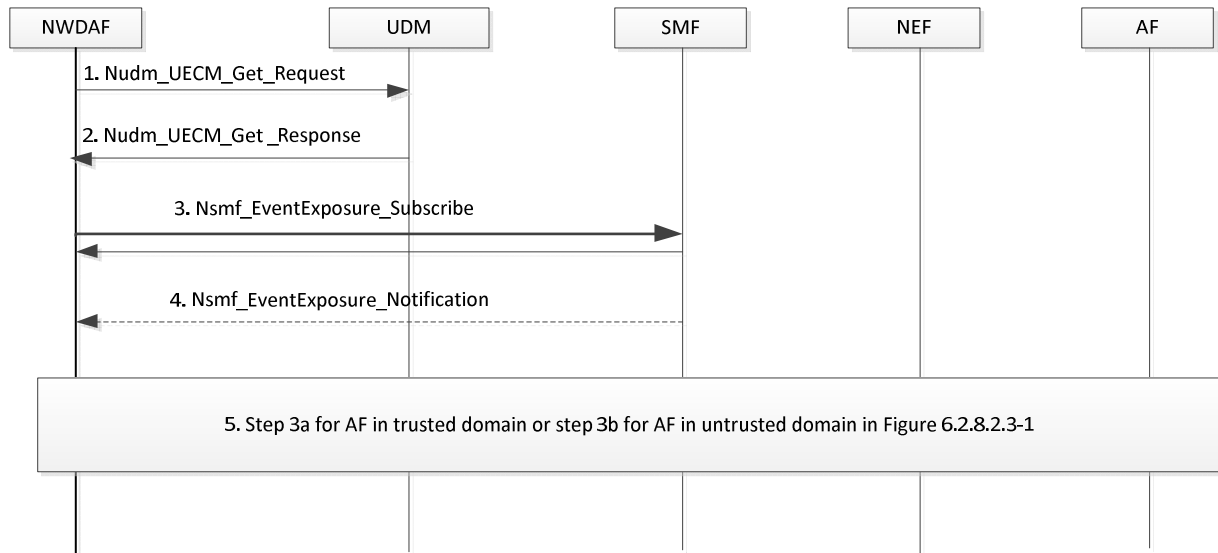 NWDAF
UDM
SMF
NEF
AF
1. Nudm_UECM_Get_Request
2. Nudm_UECM_Get _Response
3. Nsmf_EventExposure_Subscribe
4. Nsmf_EventExposure_Notification
5. Step 3a for AF in trusted domain or step 3b for AF in untrusted domain in Figure 6.2.8.2.3-1